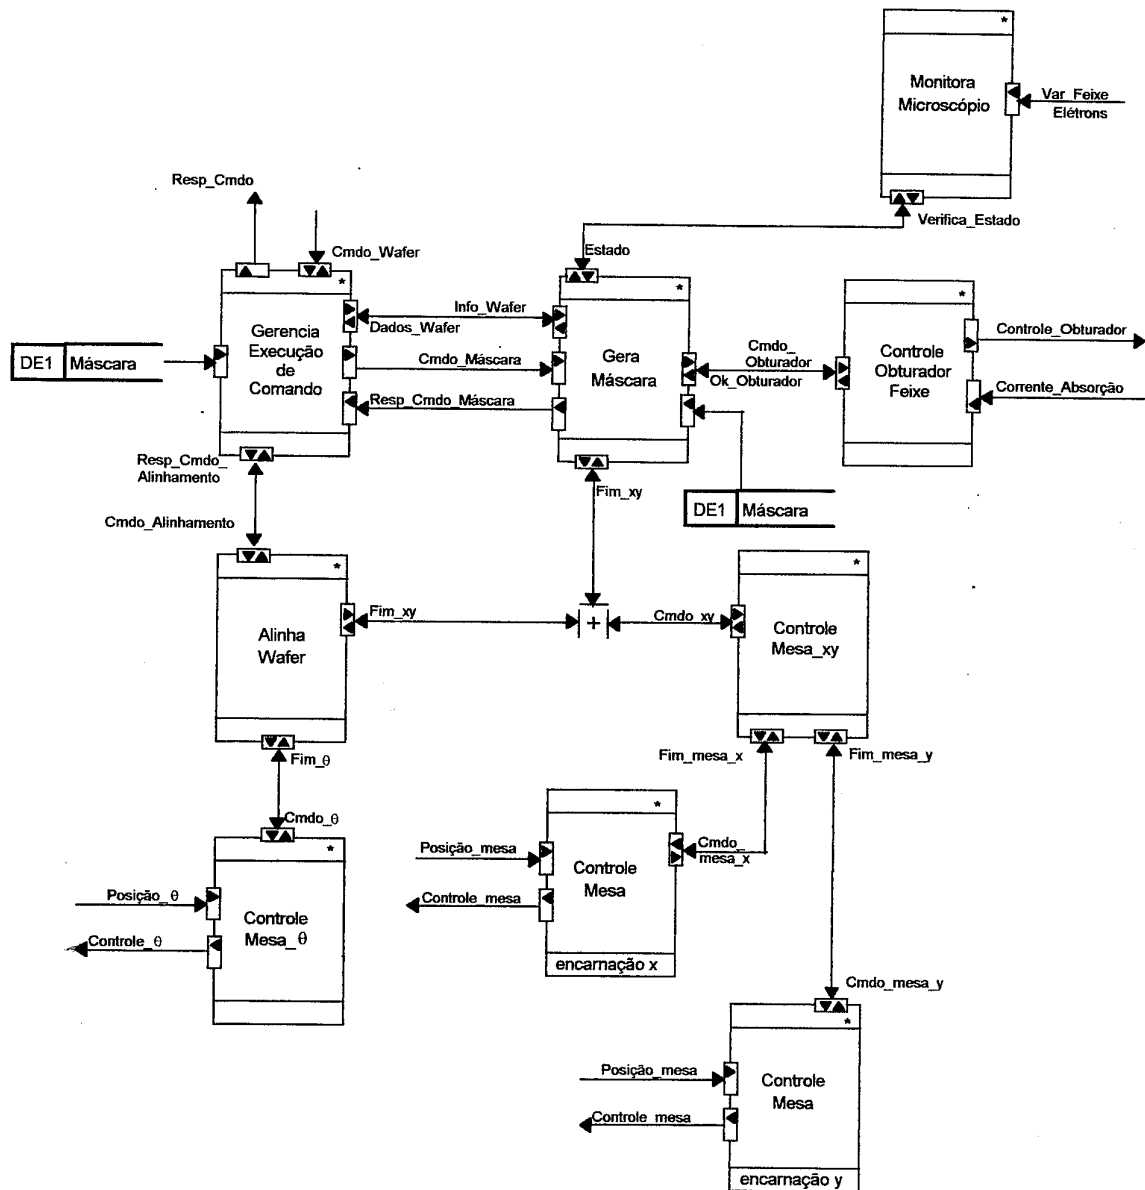 *
Monitora
Microscópio
Var_Feixe
Elétrons
Verifica_Estado
Resp_Cmdo
Cmdo_Wafer
Estado
*
Gerencia
Execução
de
Comando
DE1 Máscara
Info_Wafer
Dados_Wafer
Cmdo_Máscara
Resp_Cmdo_Máscara
*
Gera
Máscara
Cmdo_
Obturador
Ok_Obturador
*
Controle
Obturador
Feixe
Controle_Obturador
Corrente_Absorção
Resp_Cmdo_
Alinhamento
Cmdo_Alinhamento
Fim_xy
DE1 Máscara
*
Alinha
Wafer
Fim_xy
+
Cmdo_xy
*
Controle
Mesa_xy
Fim_θ
Cmdo_θ
Fim_mesa_x
Fim_mesa_y
*
Controle
Mesa_θ
Posição_θ
Controle_θ
*
Controle
Mesa
encarnação x
Posição_mesa
Controle_mesa
Cmdo_
mesa_x
Cmdo_mesa_y
*
Controle
Mesa
encarnação y
Posição_mesa
Controle_mesa